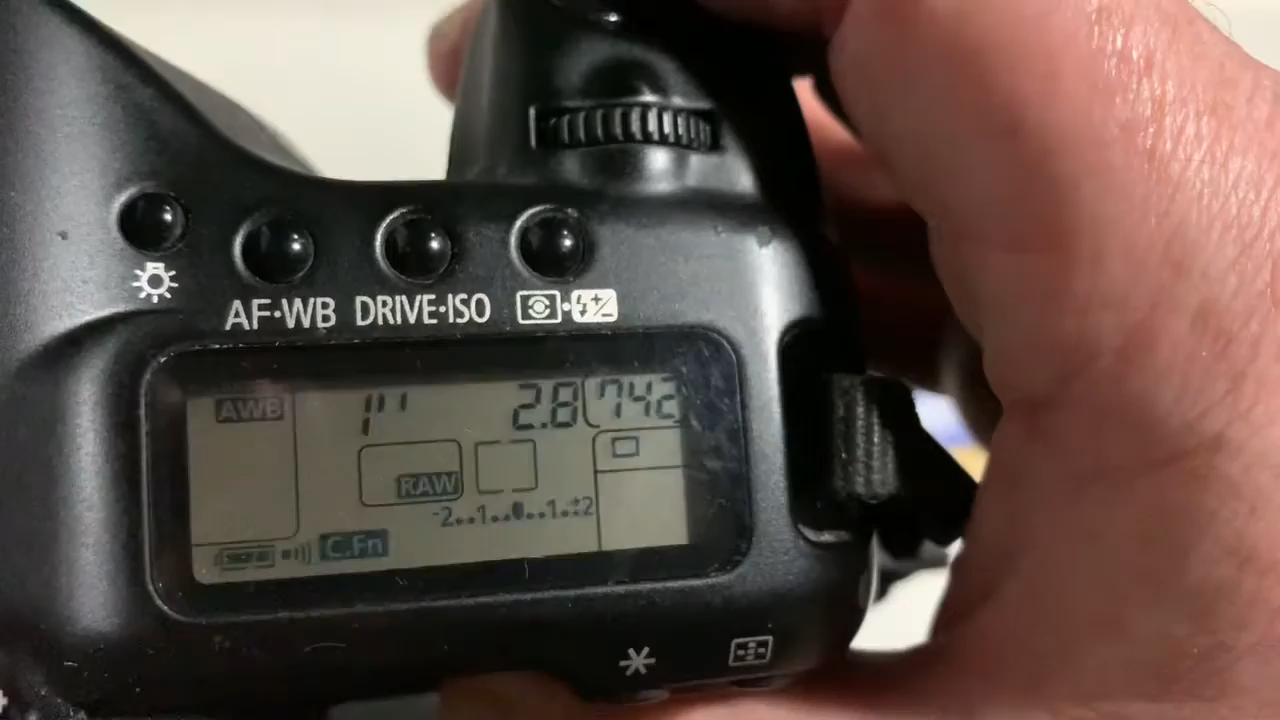 AF•WB DRIVE•ISO
AWB 1'' 2.8 742
RAW
-2..1..0..1.:2
C.Fn